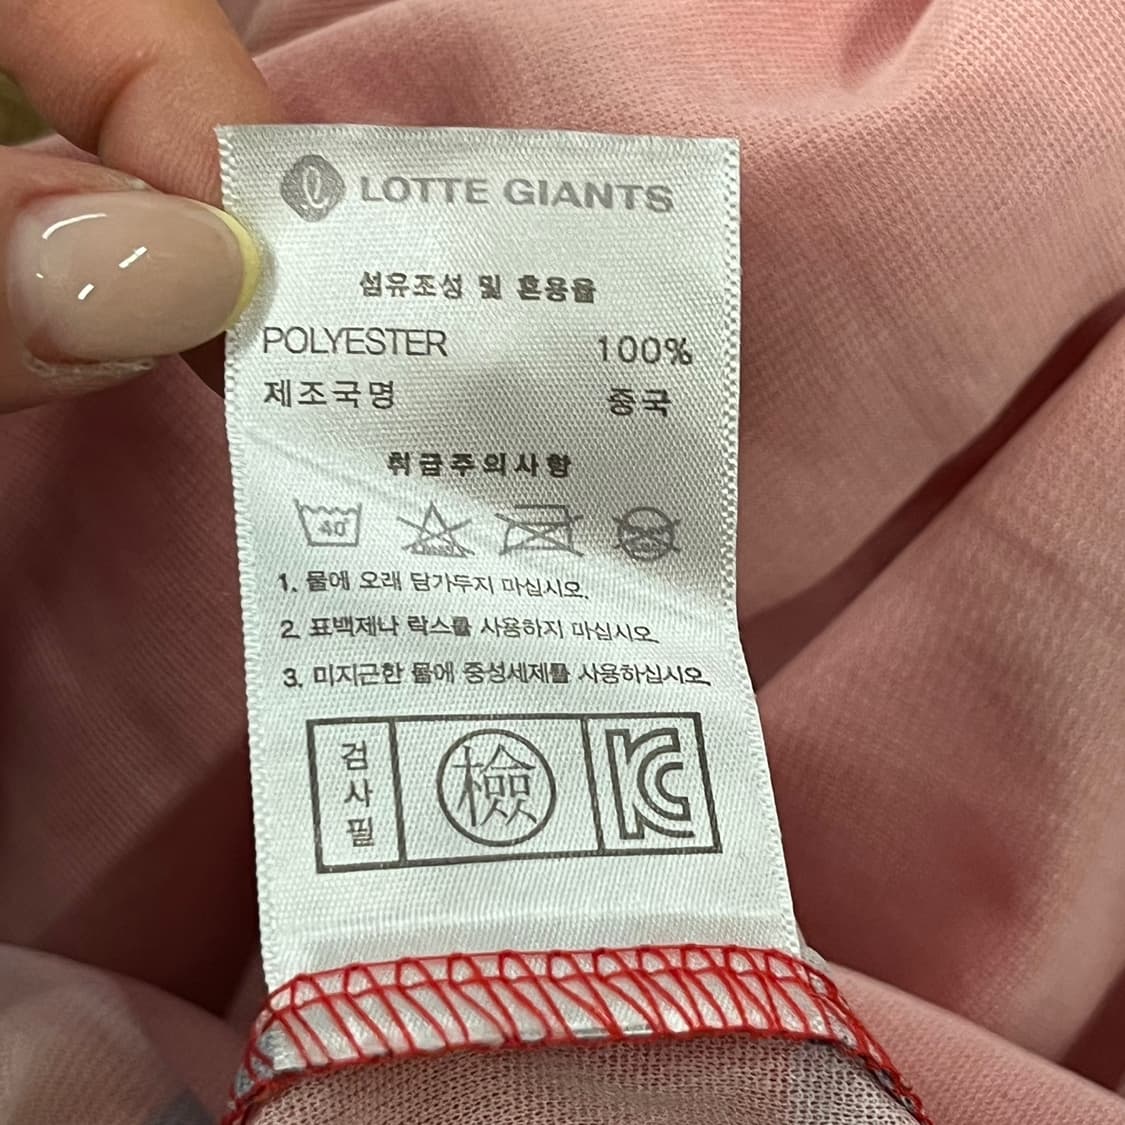 LOTTE GIANTS
섬유조성 및 혼용율
POLYESTER 100%
제조국명 중국
취급주의사항
40°
1. 물에 오래 담가두지 마십시오.
2. 표백제나 락스를 사용하지 마십시오.
3. 미지근한 물에 중성세제를 사용하십시오.
검사필
檢
KC